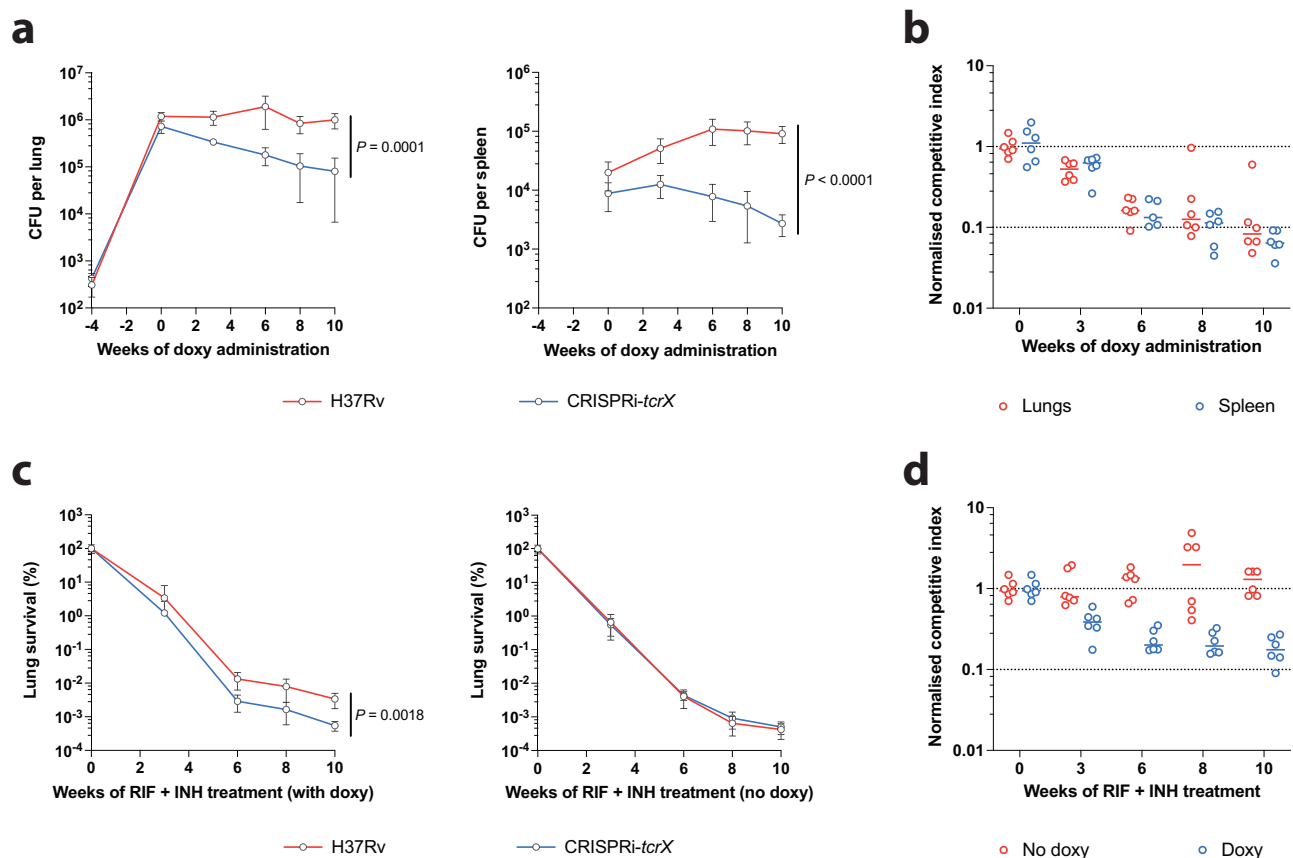 a
CFU per lung
10⁷
10⁶
10⁵
10⁴
10³
10²
-4 -2 0 2 4 6 8 10
Weeks of doxy administration
P = 0.0001
CFU per spleen
10⁶
10⁵
10⁴
10³
10²
-4 -2 0 2 4 6 8 10
Weeks of doxy administration
P < 0.0001
H37Rv
CRISPRi-tcrX
b
Normalised competitive index
10
1
0.1
0.01
0 3 6 8 10
Weeks of doxy administration
Lungs
Spleen
c
Lung survival (%)
10³
10²
10¹
10⁰
10⁻¹
10⁻²
10⁻³
10⁻⁴
0 2 4 6 8 10
Weeks of RIF + INH treatment (with doxy)
P = 0.0018
Lung survival (%)
10³
10²
10¹
10⁰
10⁻¹
10⁻²
10⁻³
10⁻⁴
0 2 4 6 8 10
Weeks of RIF + INH treatment (no doxy)
H37Rv
CRISPRi-tcrX
d
Normalised competitive index
10
1
0.1
0.01
0 3 6 8 10
Weeks of RIF + INH treatment
No doxy
Doxy